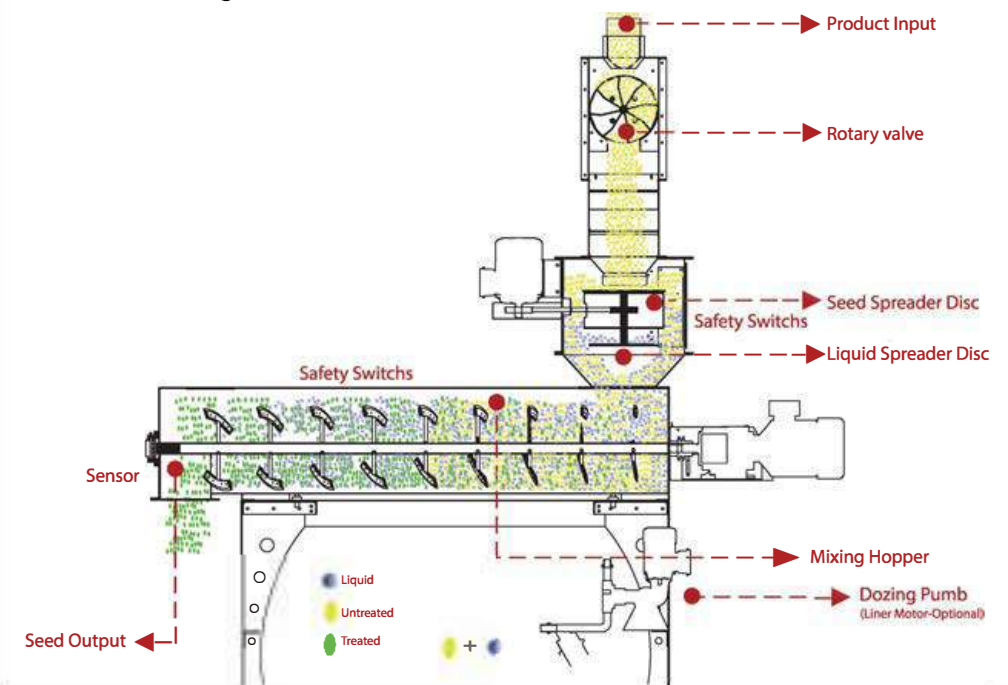 Product Input
Rotary valve
Seed Spreader Disc
Safety Switchs
Liquid Spreader Disc
Safety Switchs
Sensor
Mixing Hopper
Liquid
Untreated
Treated
Dozing Pumb
(Liner Motor-Optional)
Seed Output
+